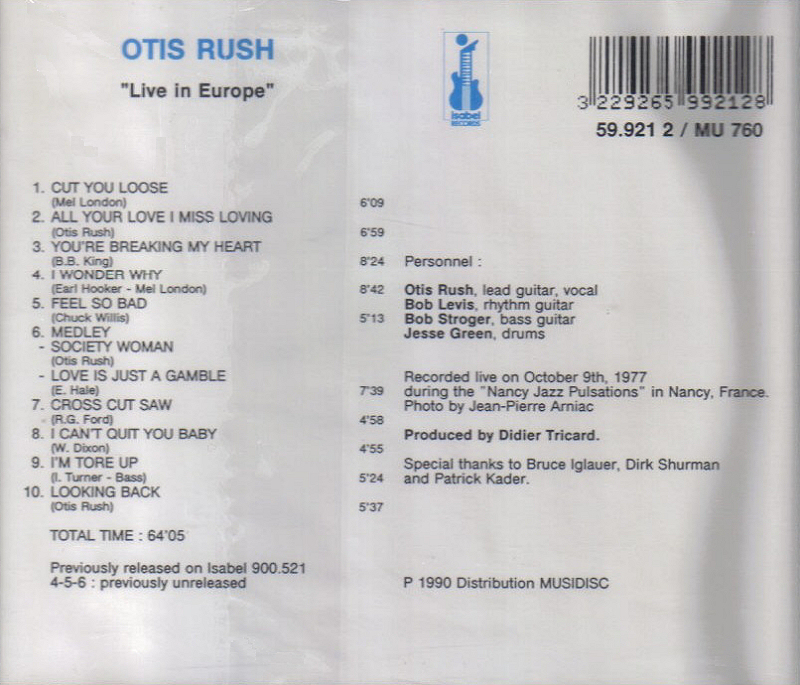 OTIS RUSH
"Live in Europe"
Isabel
RECORDS
3 229265 992128
59.921 2 / MU 760
1. CUT YOU LOOSE
(Mel London) 6'09
2. ALL YOUR LOVE I MISS LOVING
(Otis Rush) 6'59
3. YOU'RE BREAKING MY HEART
(B.B. King) 8'24
4. I WONDER WHY
(Earl Hooker - Mel London) 8'42
5. FEEL SO BAD
(Chuck Willis) 5'13
6. MEDLEY
- SOCIETY WOMAN
(Otis Rush)
- LOVE IS JUST A GAMBLE
(E. Hale) 7'39
7. CROSS CUT SAW
(R.G. Ford) 4'58
8. I CAN'T QUIT YOU BABY
(W. Dixon) 4'55
9. I'M TORE UP
(I. Turner - Bass) 5'24
10. LOOKING BACK
(Otis Rush) 5'37
TOTAL TIME : 64'05
Previously released on Isabel 900.521
4-5-6 : previously unreleased
Personnel :
Otis Rush, lead guitar, vocal
Bob Levis, rhythm guitar
Bob Stroger, bass guitar
Jesse Green, drums
Recorded live on October 9th, 1977
during the "Nancy Jazz Pulsations" in Nancy, France.
Photo by Jean-Pierre Arniac
Produced by Didier Tricard.
Special thanks to Bruce Iglauer, Dirk Shurman
and Patrick Kader.
P 1990 Distribution MUSIDISC